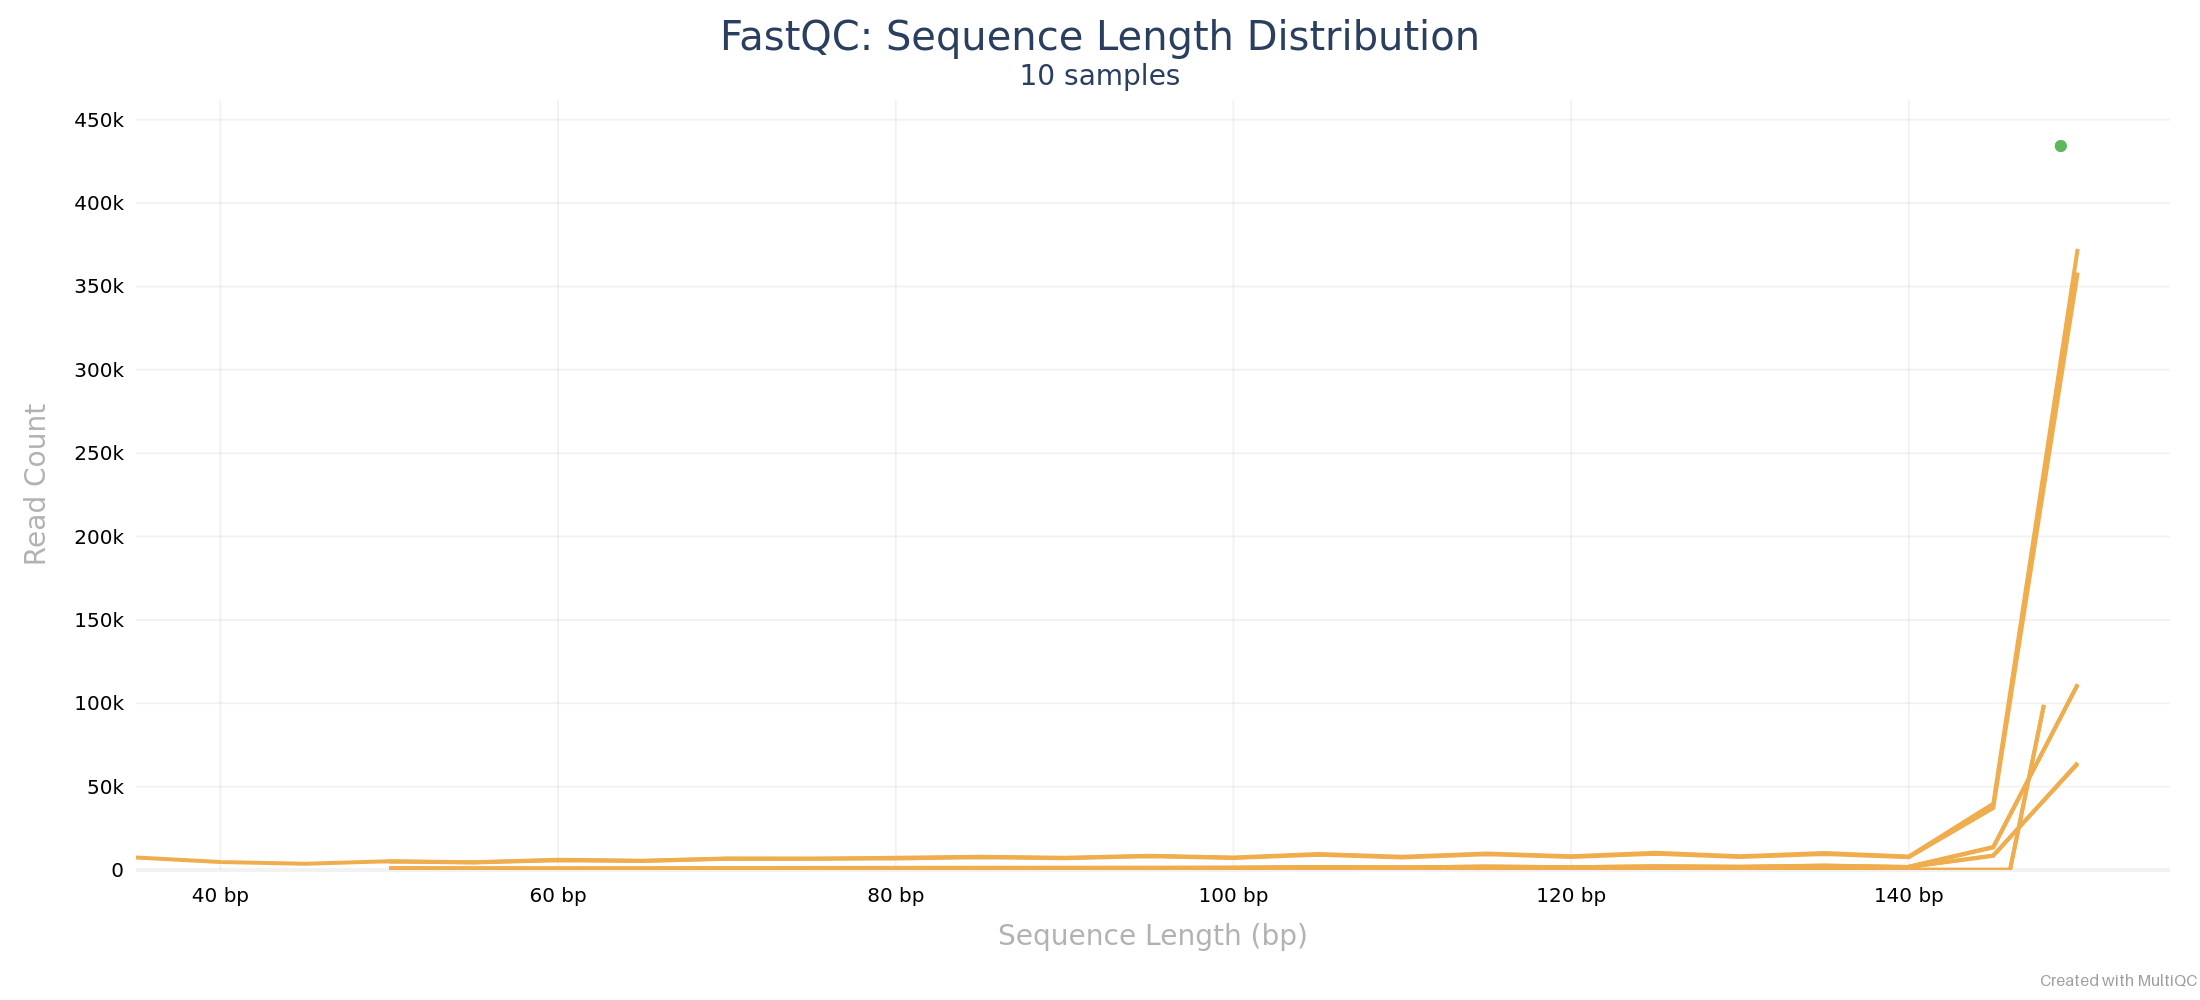 FastQC: Sequence Length Distribution
10 samples
450k
400k
350k
300k
250k
200k
150k
100k
50k
0
Read Count
40 bp 60 bp 80 bp 100 bp 120 bp 140 bp
Sequence Length (bp)
Created with MultiQC